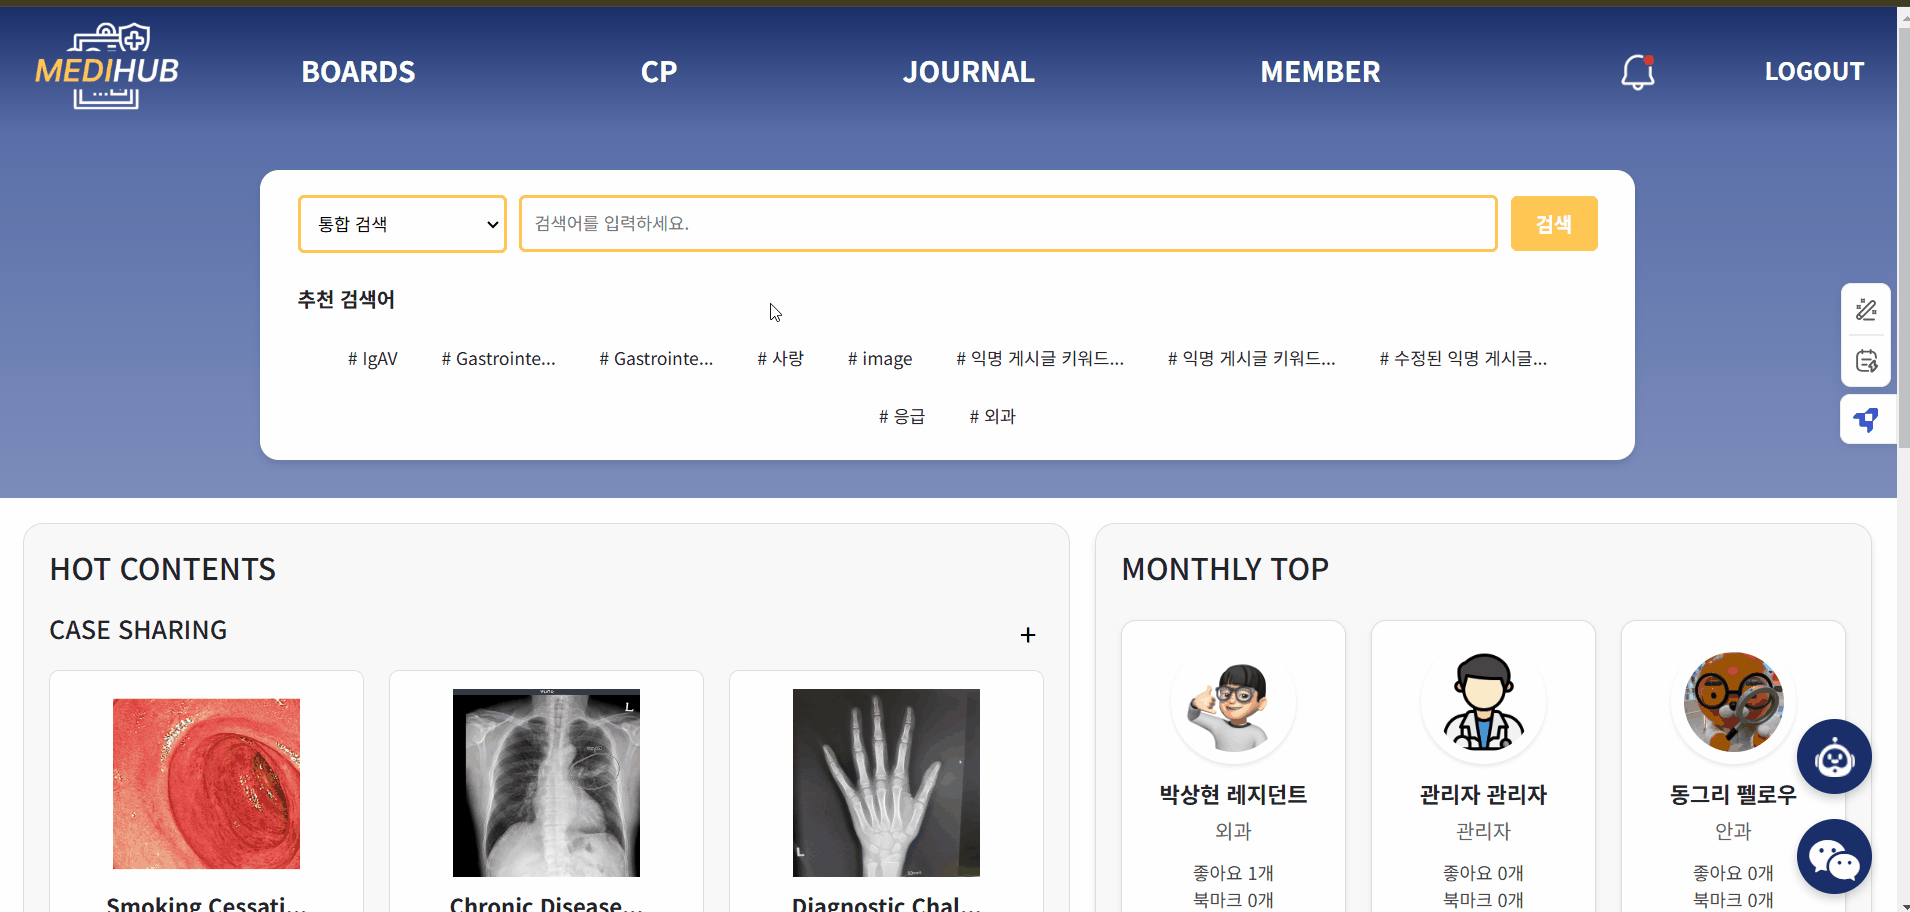 MEDIHUB
BOARDS CP JOURNAL MEMBER LOGOUT
통합 검색 검색어를 입력하세요. 검색
추천 검색어
# IgAV # Gastrointe... # Gastrointe... # 사랑 # image # 익명 게시글 키워드... # 익명 게시글 키워드... # 수정된 익명 게시글...
# 응급 # 외과
HOT CONTENTS
CASE SHARING +
L
L
Smoking Cessati... Chronic Disease... Diagnostic Chal...
MONTHLY TOP
박상현 레지던트
외과
좋아요 1개
북마크 0개
관리자 관리자
관리자
좋아요 0개
북마크 0개
동그리 펠로우
안과
좋아요 0개
북마크 0개